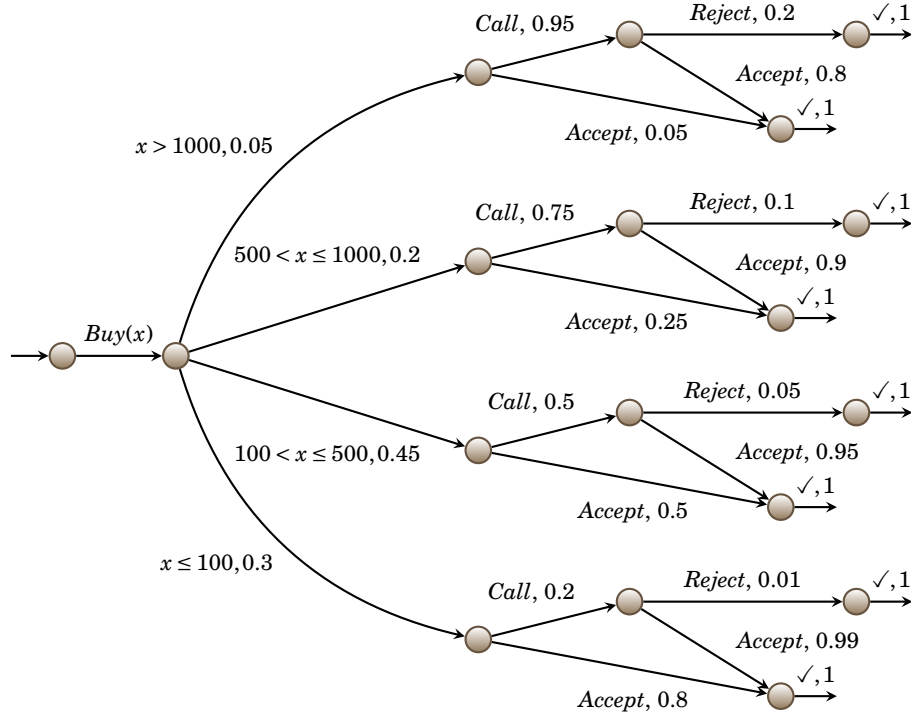 Call, 0.95
Reject, 0.2
✓, 1
Accept, 0.8
✓, 1
Accept, 0.05
x > 1000, 0.05
Call, 0.75
Reject, 0.1
✓, 1
500 < x ≤ 1000, 0.2
Accept, 0.9
✓, 1
Accept, 0.25
Buy(x)
Call, 0.5
Reject, 0.05
✓, 1
100 < x ≤ 500, 0.45
Accept, 0.95
✓, 1
Accept, 0.5
x ≤ 100, 0.3
Call, 0.2
Reject, 0.01
✓, 1
Accept, 0.99
✓, 1
Accept, 0.8